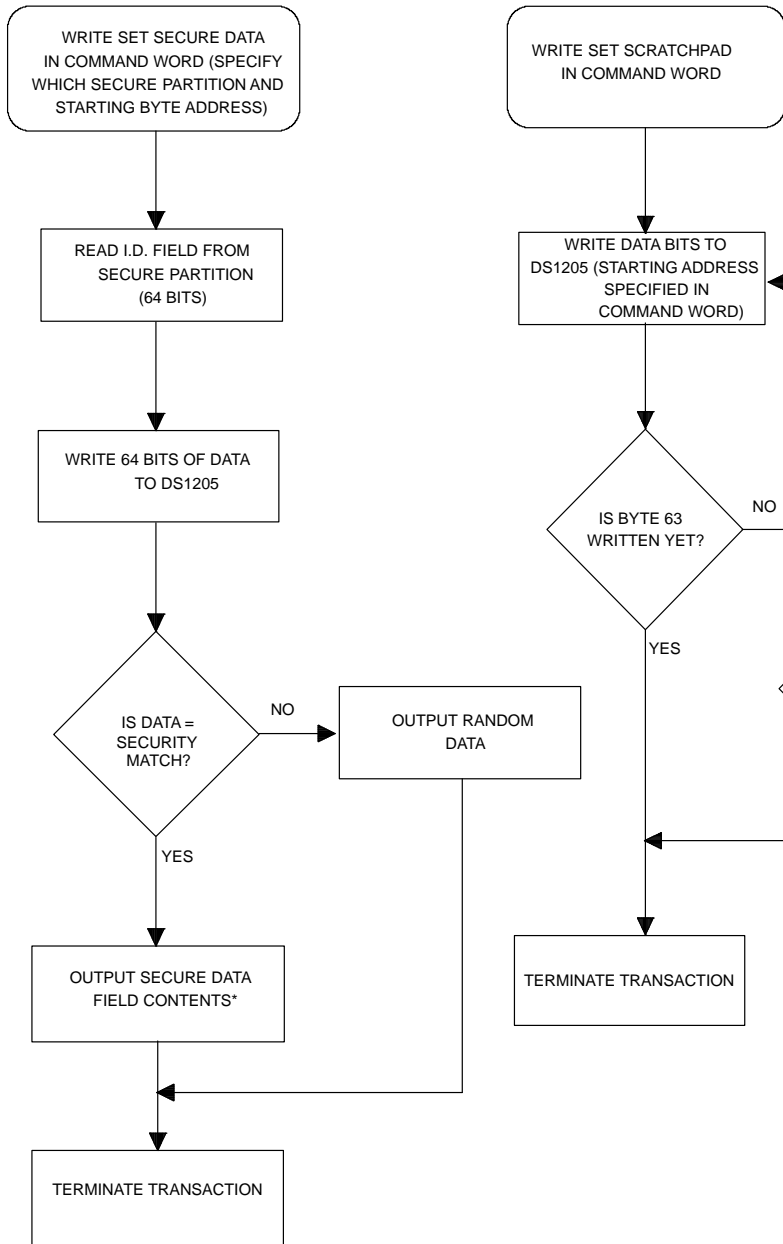 WRITE SET SECURE DATA
IN COMMAND WORD (SPECIFY
WHICH SECURE PARTITION AND
STARTING BYTE ADDRESS)
READ I.D. FIELD FROM
SECURE PARTITION
(64 BITS)
WRITE 64 BITS OF DATA
TO DS1205
IS DATA =
SECURITY
MATCH?
NO
OUTPUT RANDOM
DATA
YES
OUTPUT SECURE DATA
FIELD CONTENTS*
TERMINATE TRANSACTION
WRITE SET SCRATCHPAD
IN COMMAND WORD
WRITE DATA BITS TO
DS1205 (STARTING ADDRESS
SPECIFIED IN
COMMAND WORD)
IS BYTE 63
WRITTEN YET?
NO
YES
TERMINATE TRANSACTION